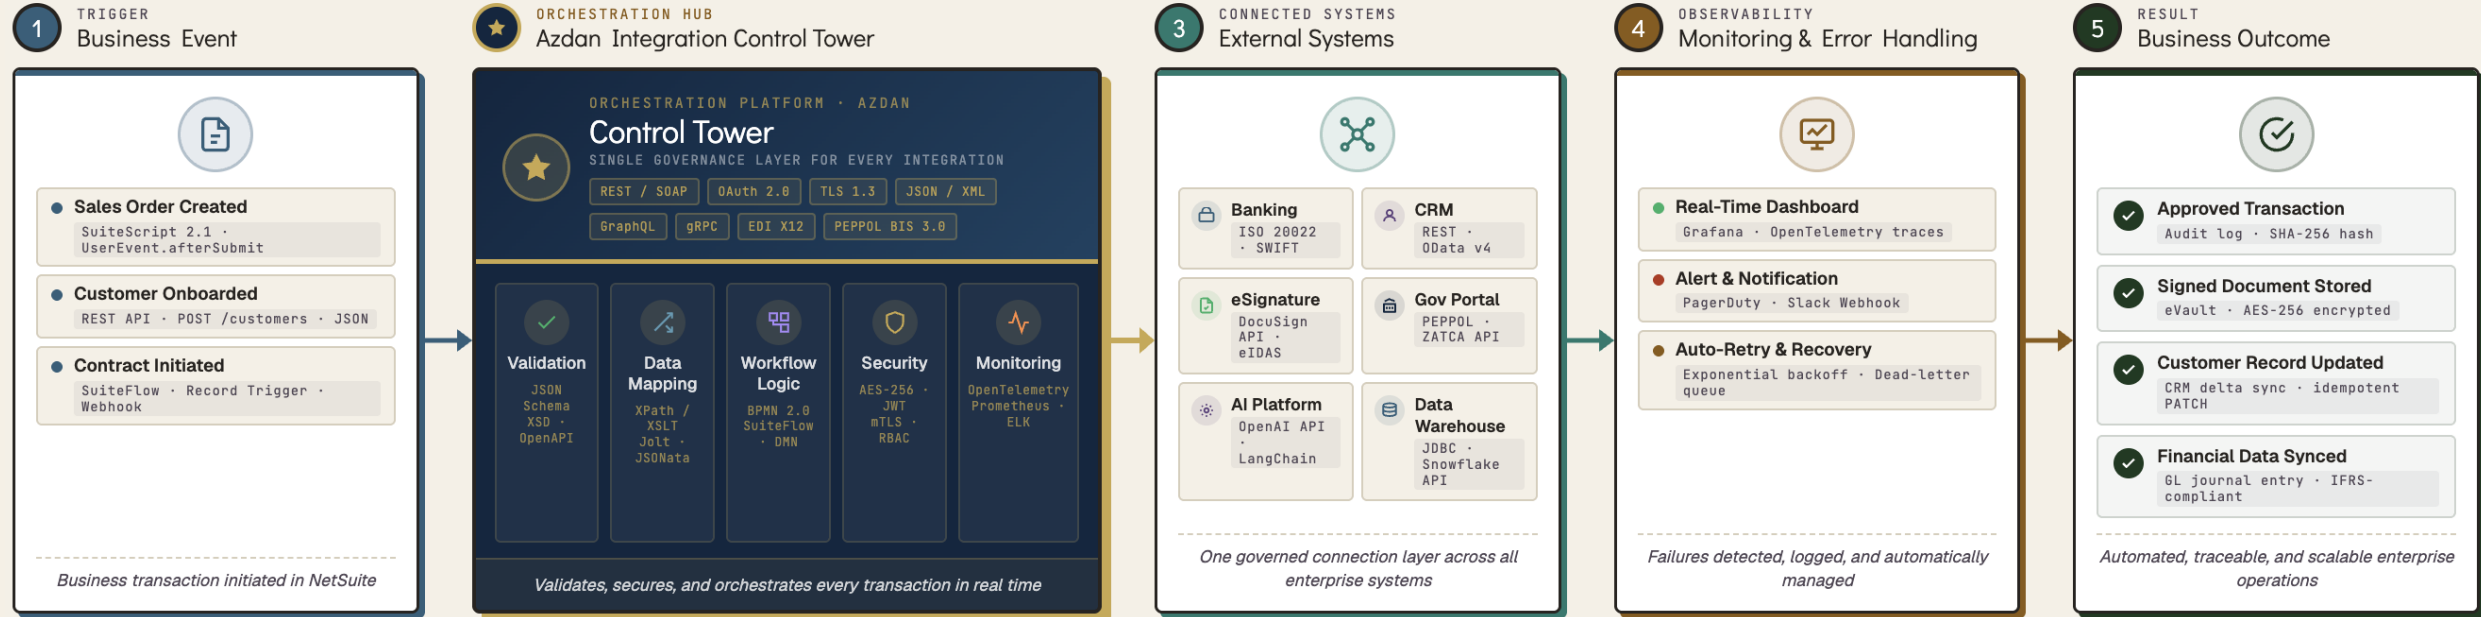 1
TRIGGER
Business Event
SuiteScript 2.1 ·
Sales Order Created
SuiteScript 2.1 ·
UserEvent.afterSubmit
Customer Onboarded
REST API · POST /customers · JSON
Contract Initiated
SuiteFlow · Record Trigger ·
Webhook
Business transaction initiated in NetSuite
ORCHESTRATION HUB
Azdan Integration Control Tower
ORCHESTRATION PLATFORM · AZDAN
Control Tower
SINGLE GOVERNANCE LAYER FOR EVERY INTEGRATION
REST / SOAP
OAuth 2.0
TLS 1.3
JSON / XML
GraphQL
gRPC
EDI X12
PEPPOL BIS 3.0
Validation
JSON
Schema
XSD ·
OpenAPI
Data
Mapping
XPath /
XSLT
Jolt ·
JSONata
Workflow
Logic
BPMN 2.0
SuiteFlow
· DMN
Security
AES-256 ·
JWT
mTLS ·
RBAC
Monitoring
OpenTelemetry
Prometheus ·
ELK
Validates, secures, and orchestrates every transaction in real time
3
CONNECTED SYSTEMS
External Systems
Banking
ISO 20022
· SWIFT
CRM
REST ·
OData v4
eSignature
DocuSign
API ·
eIDAS
Gov Portal
PEPPOL ·
ZATCA API
AI Platform
OpenAI API
·
LangChain
Data
Warehouse
JDBC ·
Snowflake
API
One governed connection layer across all
enterprise systems
4
OBSERVABILITY
Monitoring & Error Handling
Real-Time Dashboard
Grafana · OpenTelemetry traces
Alert & Notification
PagerDuty · Slack Webhook
Auto-Retry & Recovery
Exponential backoff · Dead-letter
queue
Failures detected, logged, and automatically
managed
5
RESULT
Business Outcome
Approved Transaction
Audit log · SHA-256 hash
Signed Document Stored
eVault · AES-256 encrypted
Customer Record Updated
CRM delta sync · idempotent
PATCH
Financial Data Synced
GL journal entry · IFRS-
compliant
Automated, traceable, and scalable enterprise
operations